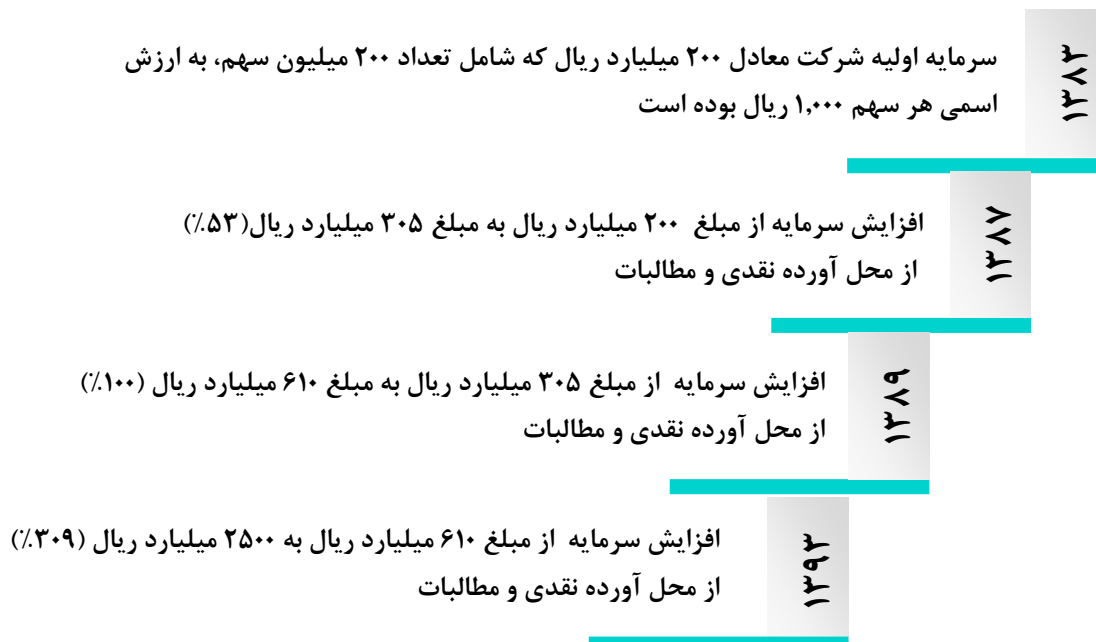 ۱۳۸۳
سرمایه اولیه شرکت معادل ۲۰۰ میلیارد ریال که شامل تعداد ۲۰۰ میلیون سهم، به ارزش
اسمی هر سهم ۱,۰۰۰ ریال بوده است
۱۳۸۷
افزایش سرمایه از مبلغ ۲۰۰ میلیارد ریال به مبلغ ۳۰۵ میلیارد ریال(۵۳٪)
از محل آورده نقدی و مطالبات
۱۳۸۹
افزایش سرمایه از مبلغ ۳۰۵ میلیارد ریال به مبلغ ۶۱۰ میلیارد ریال (۱۰۰٪)
از محل آورده نقدی و مطالبات
۱۳۹۳
افزایش سرمایه از مبلغ ۶۱۰ میلیارد ریال به ۲۵۰۰ میلیارد ریال (۳۰۹٪)
از محل آورده نقدی و مطالبات